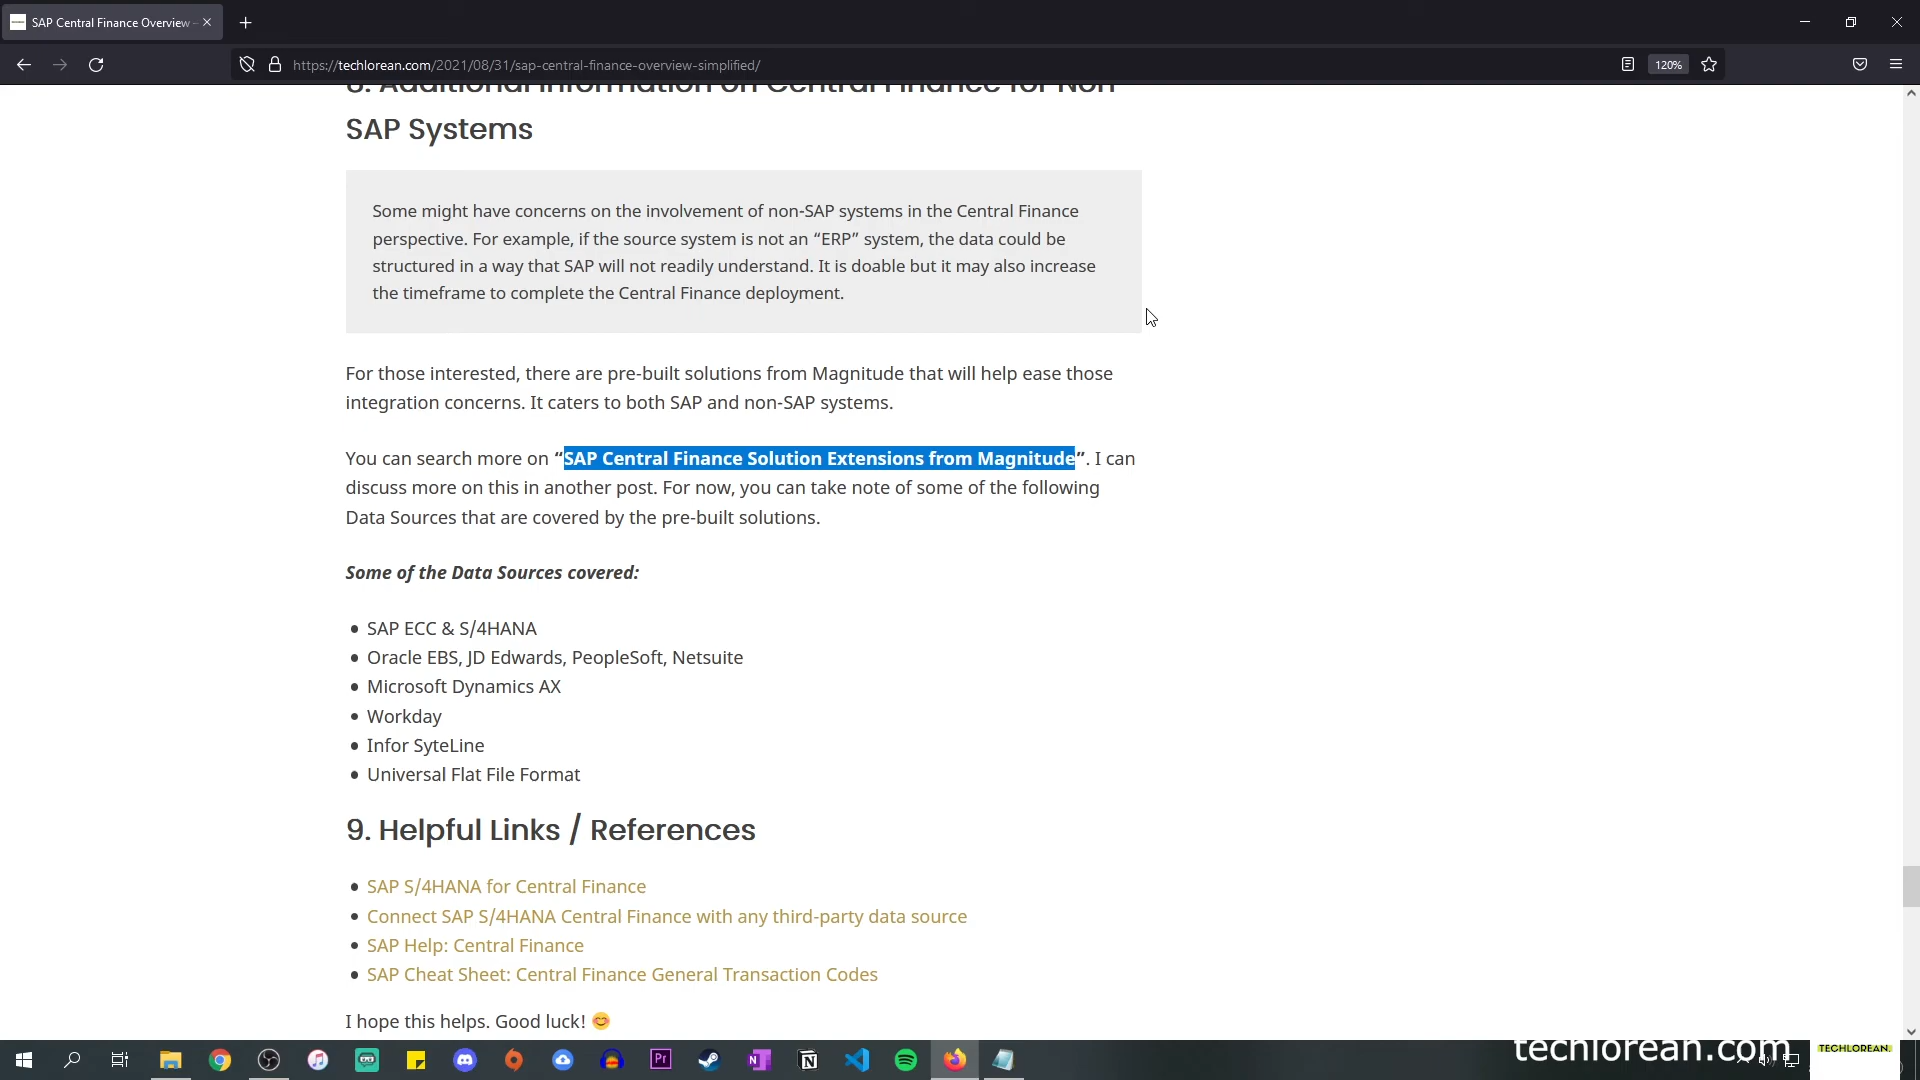 SAP Central Finance Overview -
https://techlorean.com/2021/08/31/sap-central-finance-overview-simplified/
120%
8. Additional Information on Central Finance for Non-
SAP Systems
Some might have concerns on the involvement of non-SAP systems in the Central Finance
perspective. For example, if the source system is not an “ERP” system, the data could be
structured in a way that SAP will not readily understand. It is doable but it may also increase
the timeframe to complete the Central Finance deployment.
For those interested, there are pre-built solutions from Magnitude that will help ease those
integration concerns. It caters to both SAP and non-SAP systems.
You can search more on “SAP Central Finance Solution Extensions from Magnitude”. I can
discuss more on this in another post. For now, you can take note of some of the following
Data Sources that are covered by the pre-built solutions.
Some of the Data Sources covered:
• SAP ECC & S/4HANA
• Oracle EBS, JD Edwards, PeopleSoft, Netsuite
• Microsoft Dynamics AX
• Workday
• Infor SyteLine
• Universal Flat File Format
9. Helpful Links / References
• SAP S/4HANA for Central Finance
• Connect SAP S/4HANA Central Finance with any third-party data source
• SAP Help: Central Finance
• SAP Cheat Sheet: Central Finance General Transaction Codes
I hope this helps. Good luck! 😊
Pr
N
N
techlorean.com
TECHLOREAN.